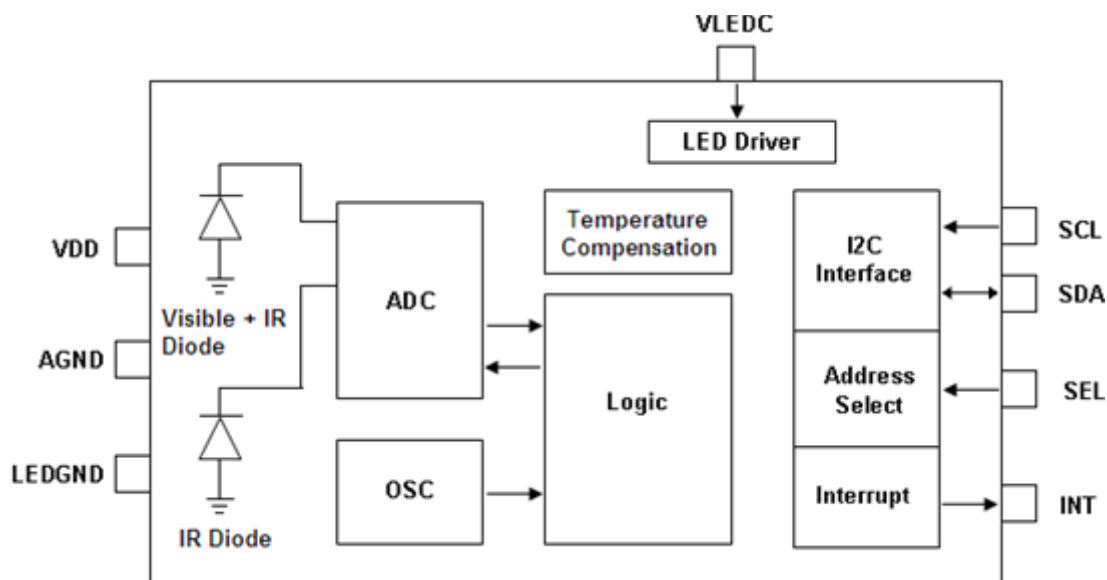 VLEDC
LED Driver
Temperature
Compensation
VDD
Visible + IR
Diode
ADC
I2C
Interface
SCL
SDA
AGND
Logic
Address
Select
SEL
LEDGND
IR Diode
OSC
Interrupt
INT